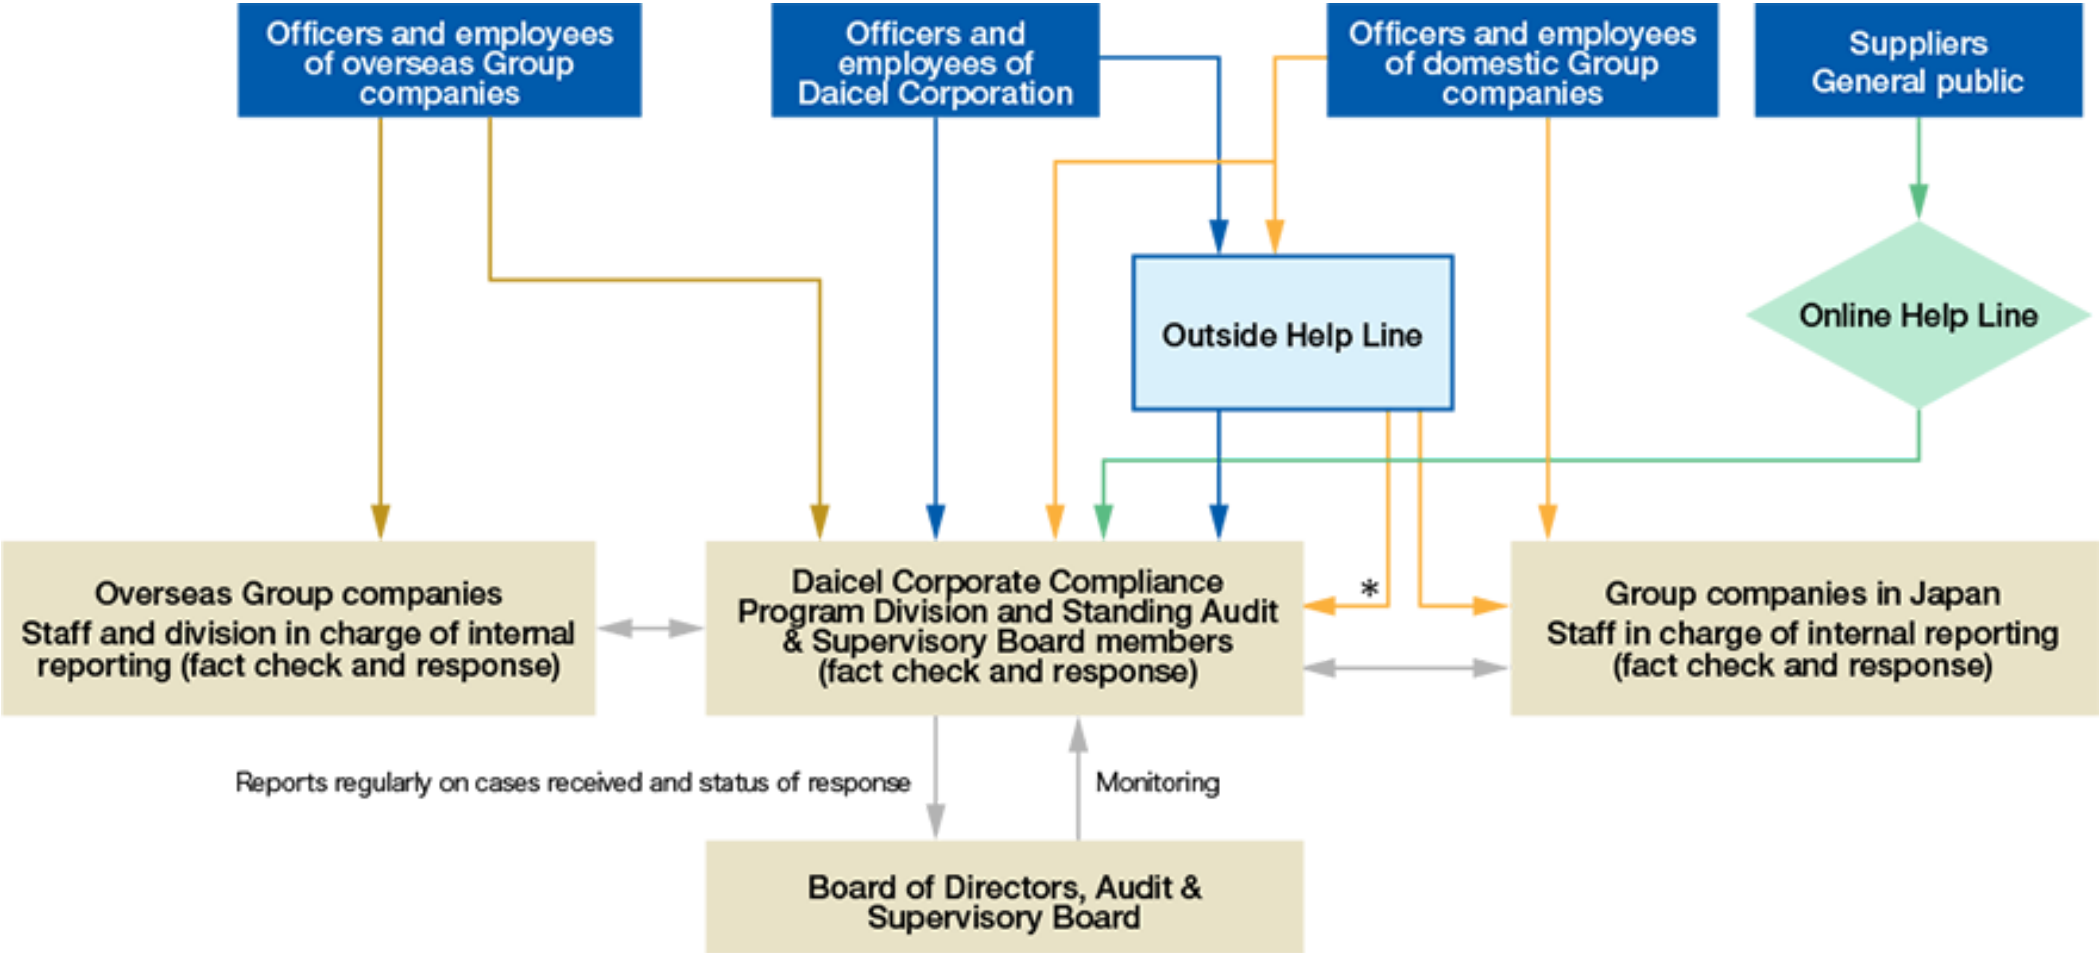 Officers and employees
of overseas Group
companies
Officers and
employees of
Daicel Corporation
Officers and employees
of domestic Group
companies
Suppliers
General public
Outside Help Line
Online Help Line
Overseas Group companies
Staff and division in charge of internal
reporting (fact check and response)
Daicel Corporate Compliance
Program Division and Standing Audit
& Supervisory Board members
(fact check and response)
*
Group companies in Japan
Staff in charge of internal reporting
(fact check and response)
Reports regularly on cases received and status of response
Monitoring
Board of Directors, Audit &
Supervisory Board